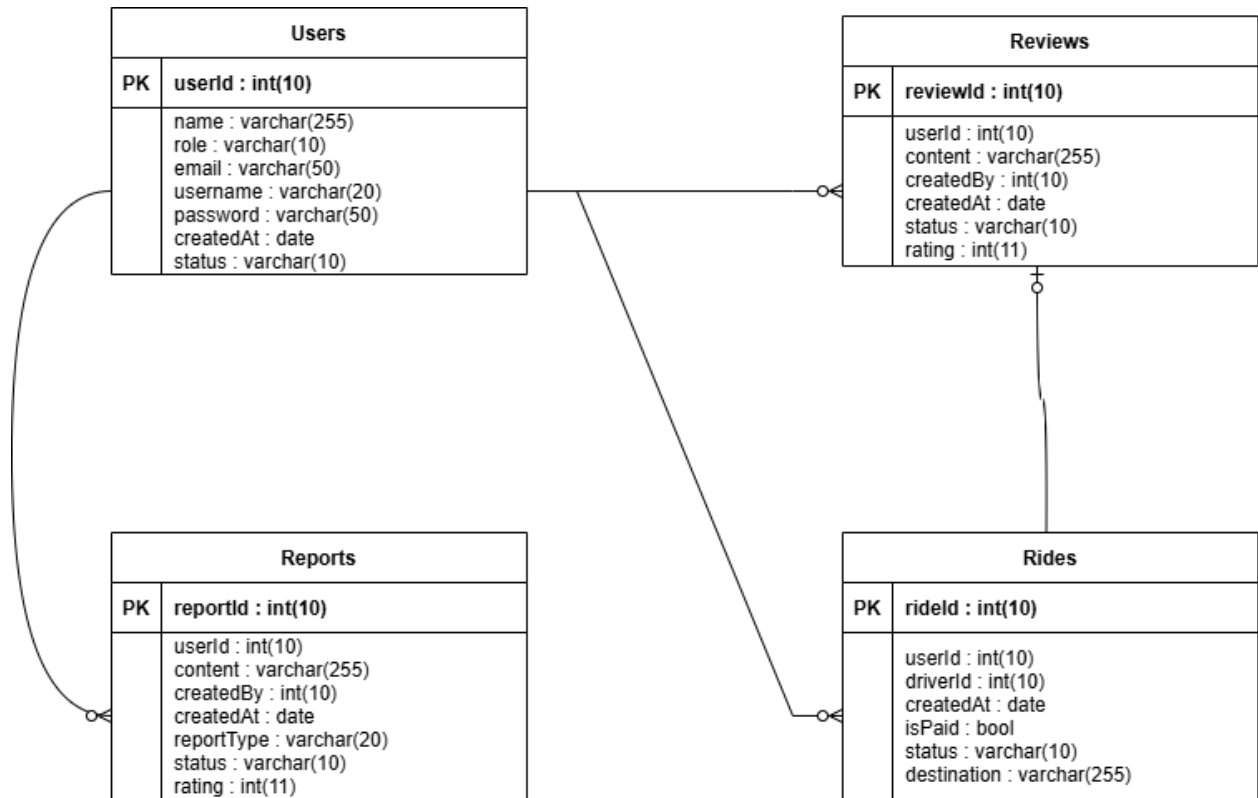 Users
PK userId : int(10)
name : varchar(255)
role : varchar(10)
email : varchar(50)
username : varchar(20)
password : varchar(50)
createdAt : date
status : varchar(10)
Reviews
PK reviewId : int(10)
userId : int(10)
content : varchar(255)
createdBy : int(10)
createdAt : date
status : varchar(10)
rating : int(11)
Reports
PK reportId : int(10)
userId : int(10)
content : varchar(255)
createdBy : int(10)
createdAt : date
reportType : varchar(20)
status : varchar(10)
rating : int(11)
Rides
PK rideId : int(10)
userId : int(10)
driverId : int(10)
createdAt : date
isPaid : bool
status : varchar(10)
destination : varchar(255)